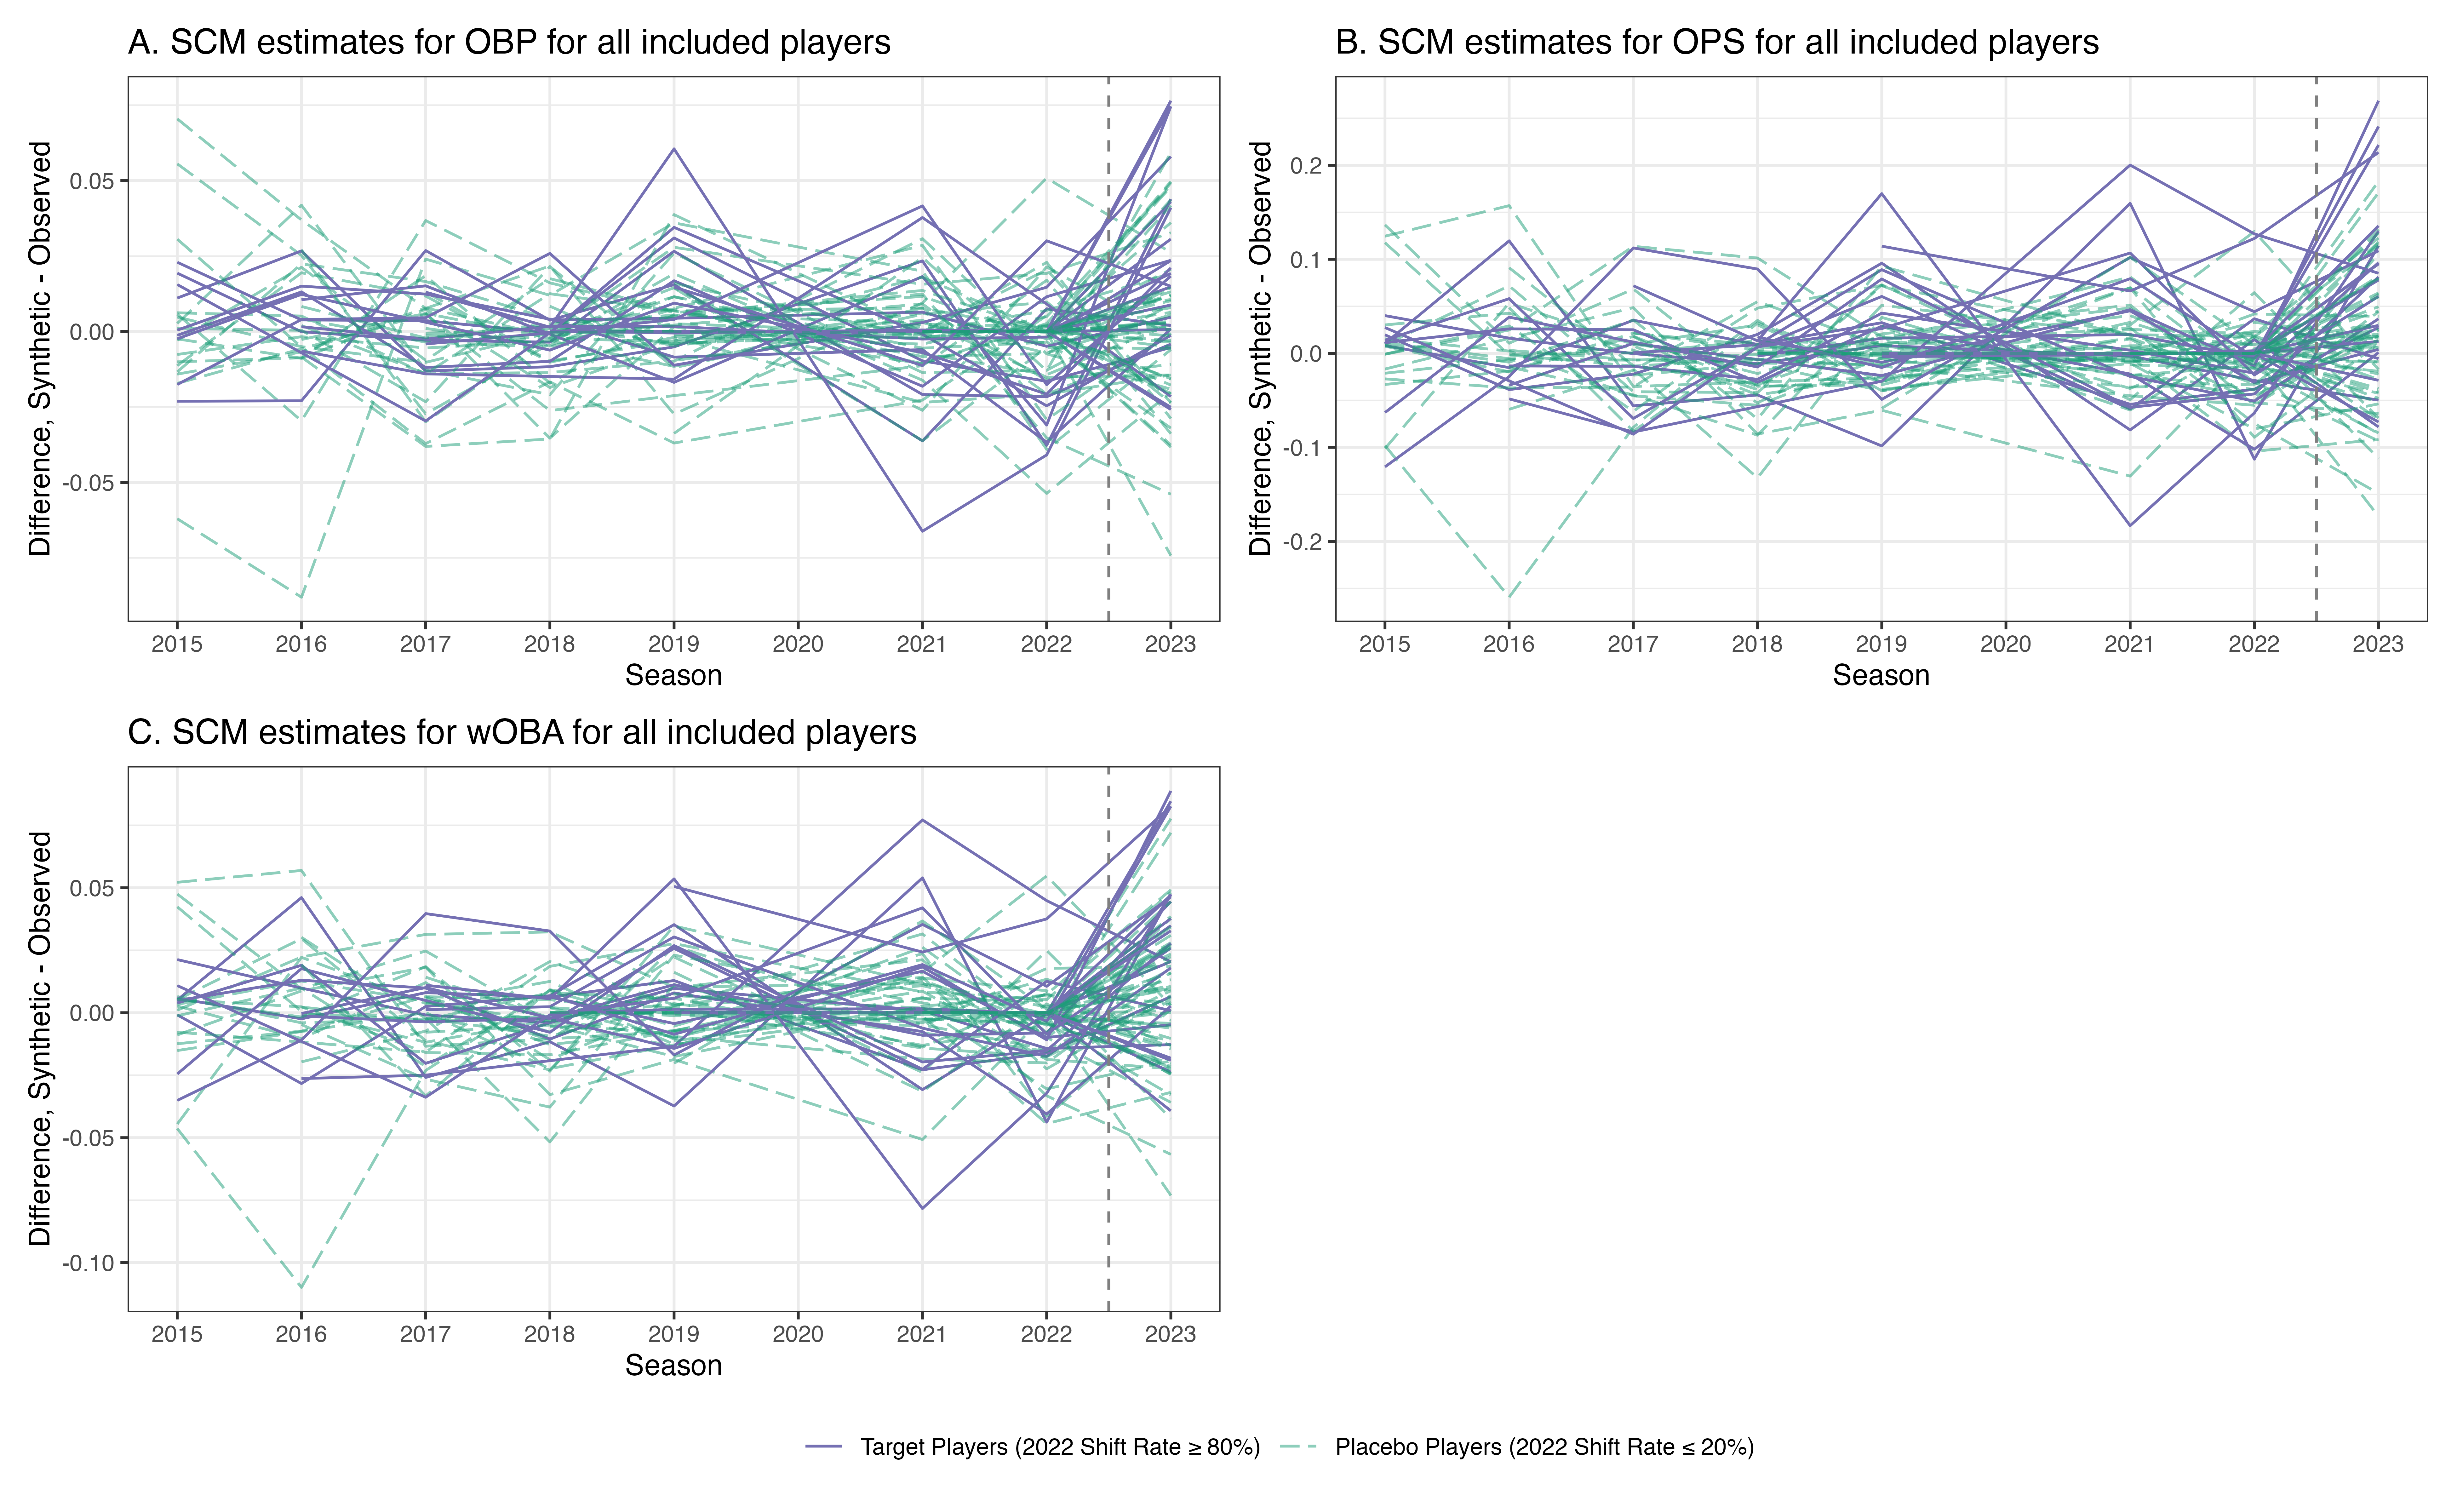 A. SCM estimates for OBP for all included players
Difference, Synthetic - Observed
0.05
0.00
-0.05
2015 2016 2017 2018 2019 2020 2021 2022 2023
Season
B. SCM estimates for OPS for all included players
Difference, Synthetic - Observed
0.2
0.1
0.0
-0.1
-0.2
2015 2016 2017 2018 2019 2020 2021 2022 2023
Season
C. SCM estimates for wOBA for all included players
Difference, Synthetic - Observed
0.05
0.00
-0.05
-0.10
2015 2016 2017 2018 2019 2020 2021 2022 2023
Season
Target Players (2022 Shift Rate ≥ 80%) Placebo Players (2022 Shift Rate ≤ 20%)